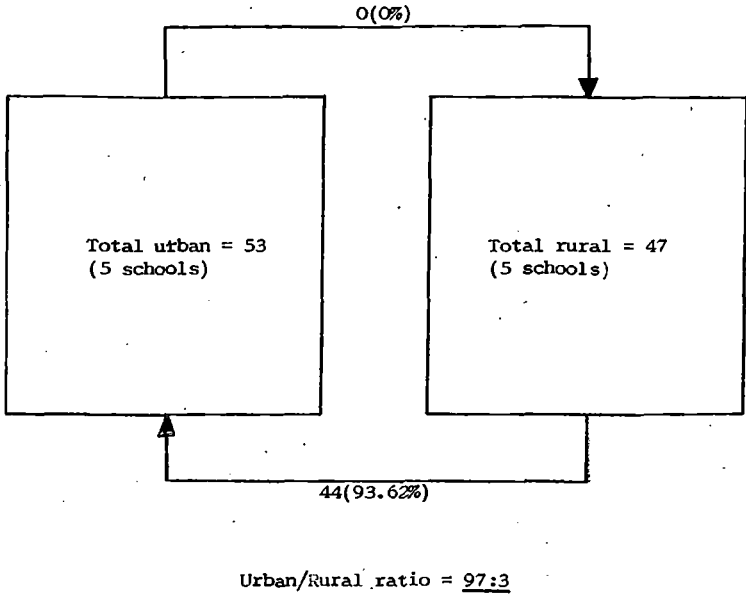 0(0%)
Total urban = 53
(5 schools)
Total rural = 47
(5 schools)
44(93.62%)
Urban/Rural ratio = 97:3